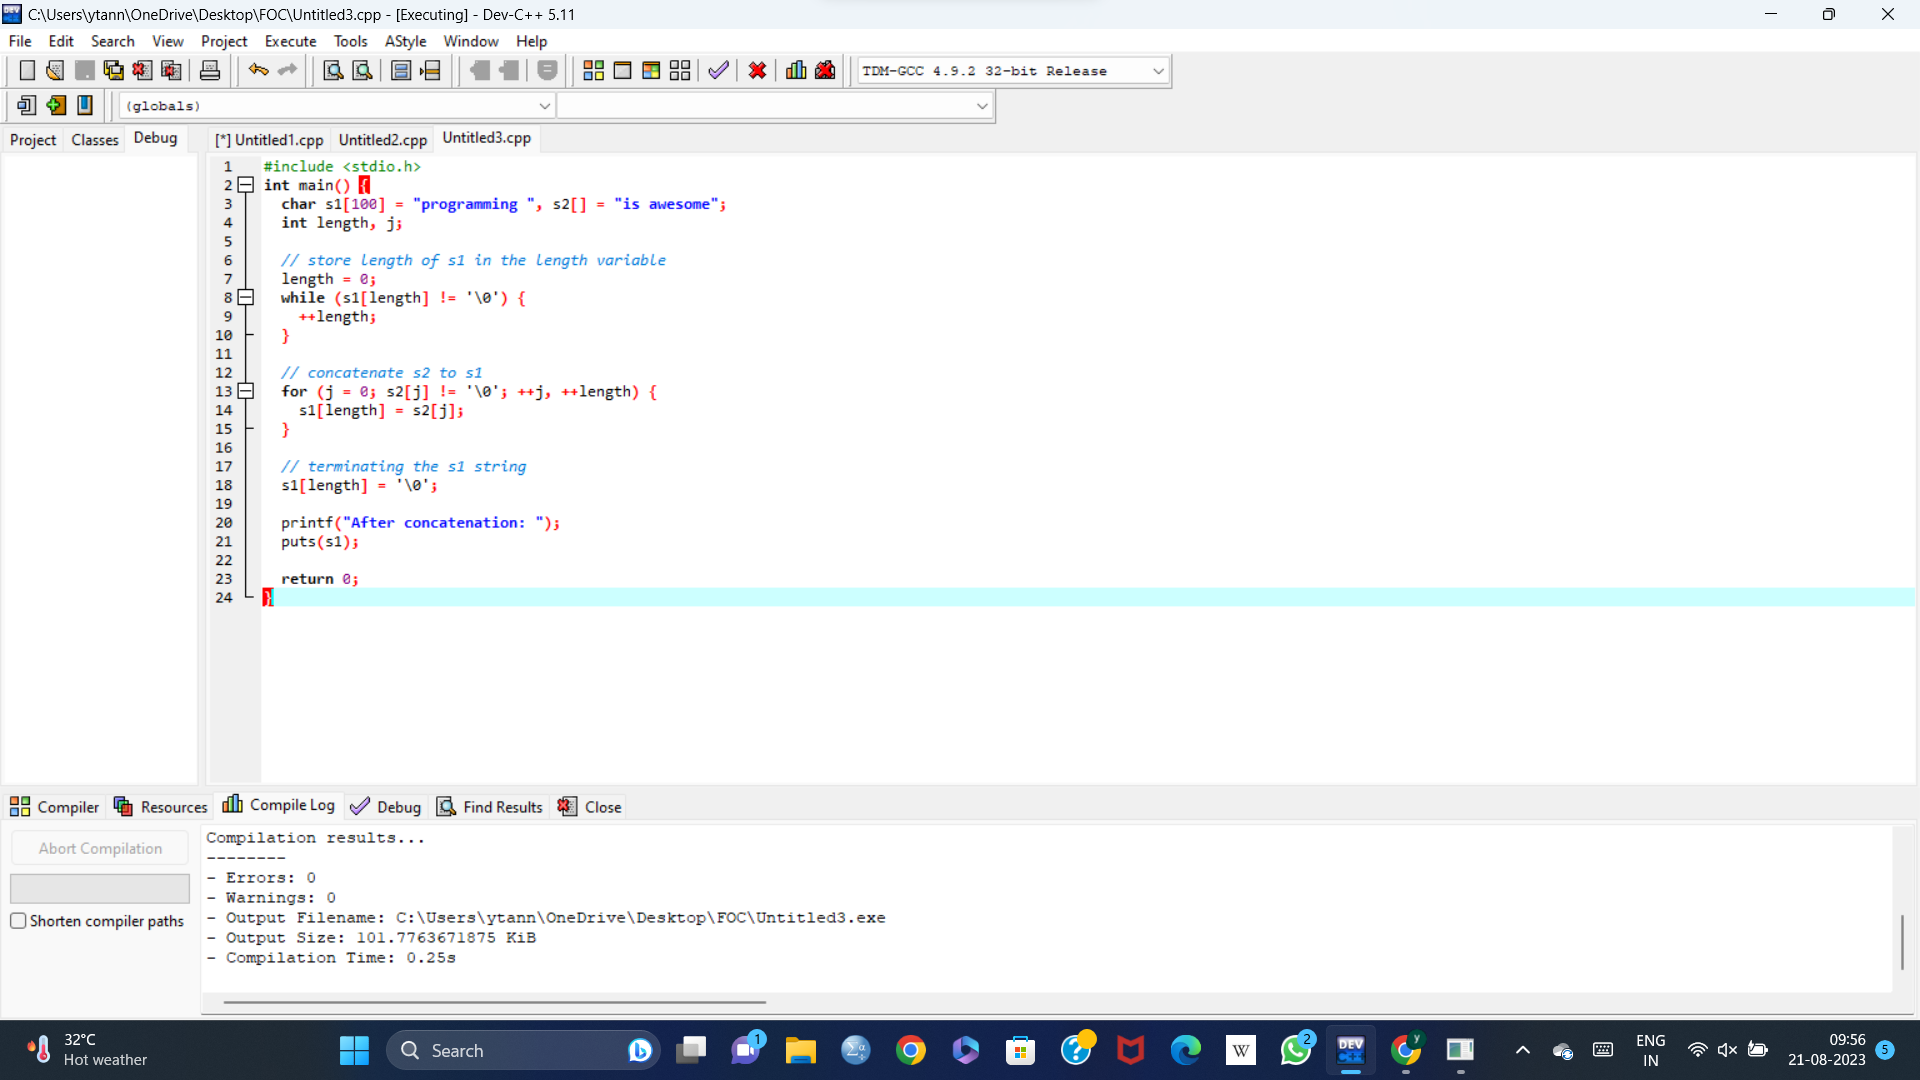 C:\Users\ytann\OneDrive\Desktop\FOC\Untitled3.cpp - [Executing] - Dev-C++ 5.11
File Edit Search View Project Execute Tools AStyle Window Help
TDM-GCC 4.9.2 32-bit Release
(globals)
Project Classes Debug [*] Untitled1.cpp Untitled2.cpp Untitled3.cpp
1 #include <stdio.h>
2 int main() {
3 char s1[100] = "programming ", s2[] = "is awesome";
4 int length, j;
5
6 // store length of s1 in the length variable
7 length = 0;
8 while (s1[length] != '\0') {
9 ++length;
10 }
11
12 // concatenate s2 to s1
13 for (j = 0; s2[j] != '\0'; ++j, ++length) {
14 s1[length] = s2[j];
15 }
16
17 // terminating the s1 string
18 s1[length] = '\0';
19
20 printf("After concatenation: ");
21 puts(s1);
22
23 return 0;
24 }
Compiler Resources Compile Log Debug Find Results Close
Abort Compilation
Shorten compiler paths
Compilation results...
--------
- Errors: 0
- Warnings: 0
- Output Filename: C:\Users\ytann\OneDrive\Desktop\FOC\Untitled3.exe
- Output Size: 101.7763671875 KiB
- Compilation Time: 0.25s
32°C
Hot weather
Search
1
W
2
DEV
C++
y
ENG
IN
09:56
21-08-2023
5